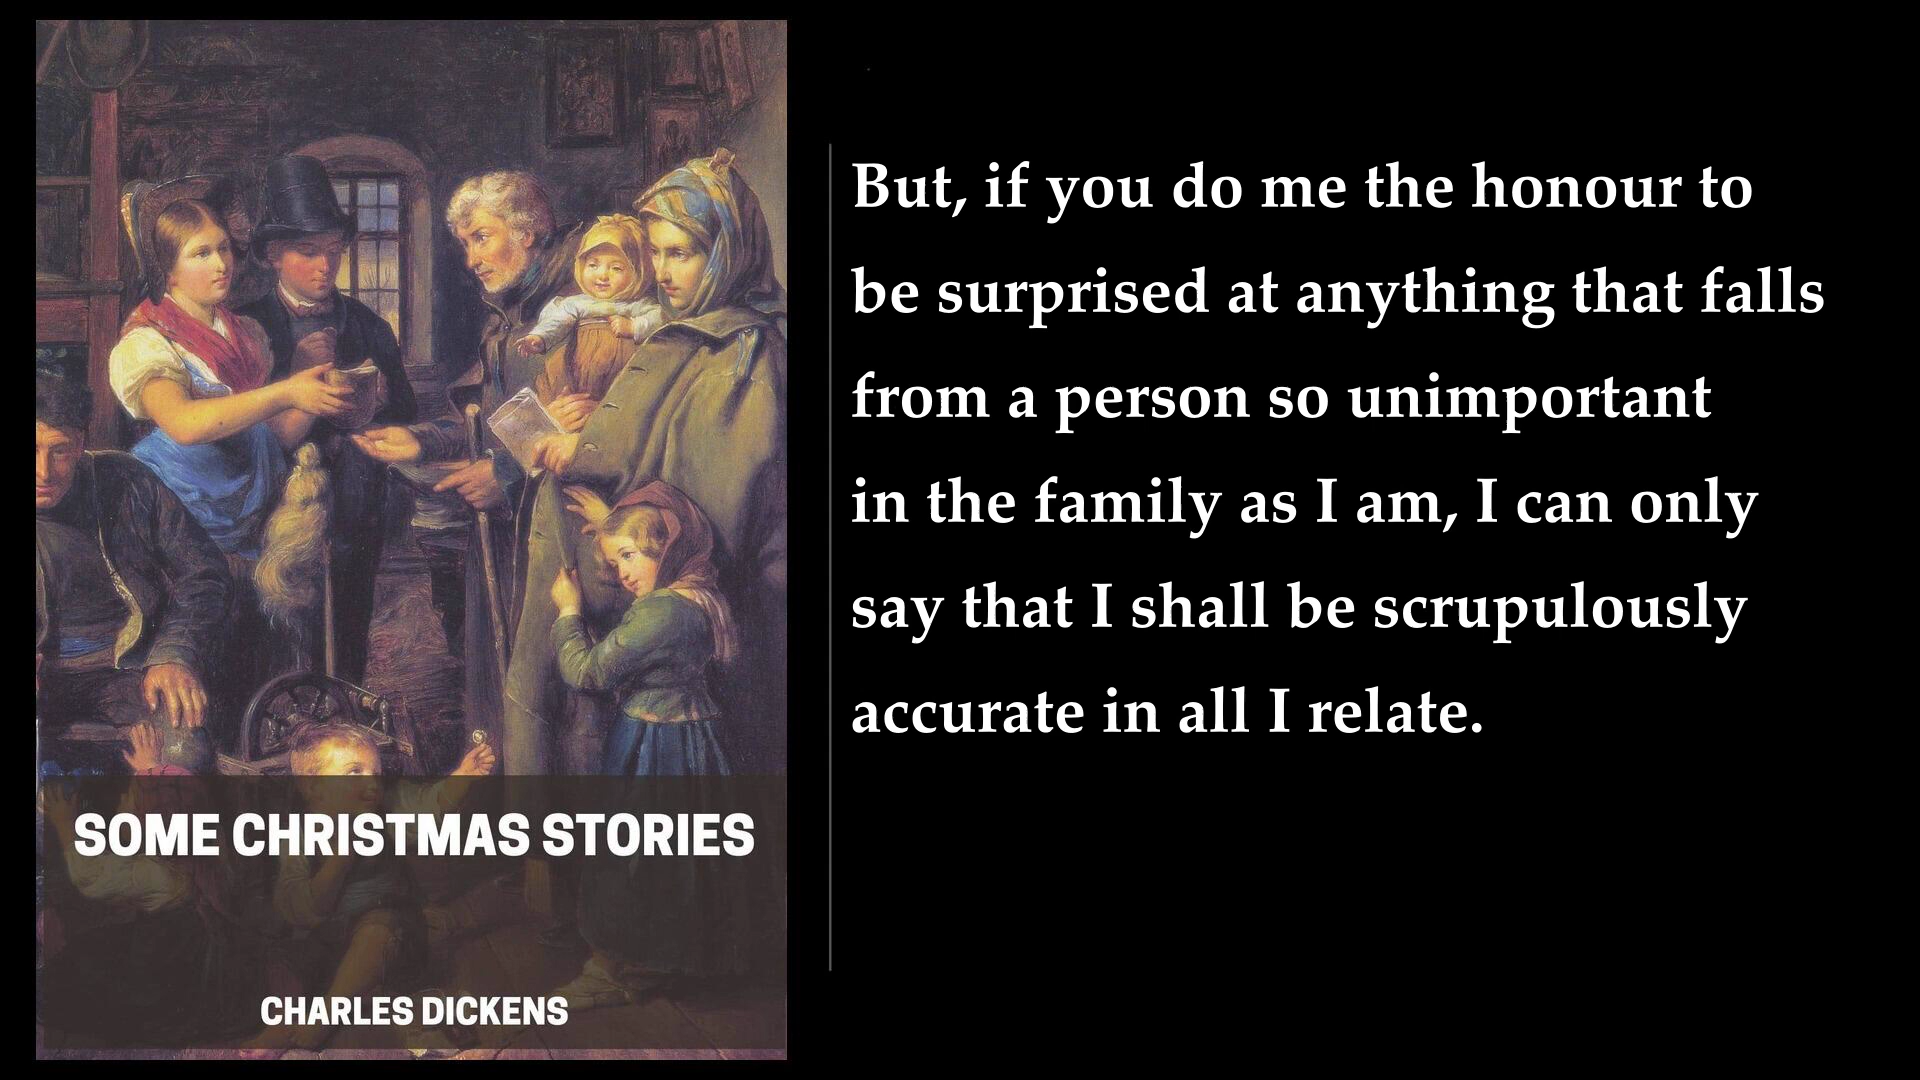 SOME CHRISTMAS STORIES
CHARLES DICKENS
But, if you do me the honour to
be surprised at anything that falls
from a person so unimportant
in the family as I am, I can only
say that I shall be scrupulously
accurate in all I relate.